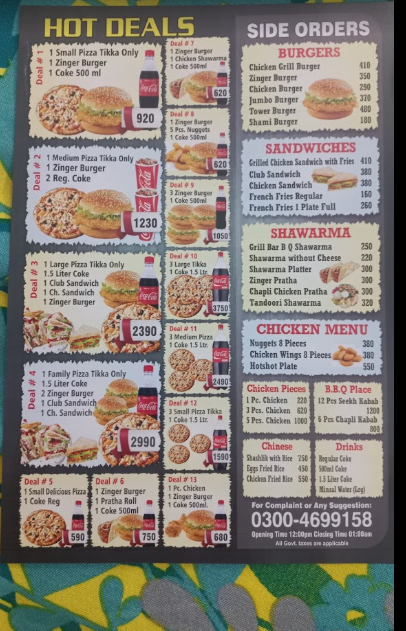 HOT DEALS
Deal # 1
1 Small Pizza Tikka Only
1 Zinger Burger
1 Coke 500 ml
920
Deal # 2
1 Medium Pizza Tikka Only
1 Zinger Burger
2 Reg. Coke
1230
Deal # 3
1 Large Pizza Tikka Only
1.5 Liter Coke
1 Club Sandwich
1 Ch. Sandwich
1 Zinger Burger
2390
Deal # 4
1 Family Pizza Tikka Only
1.5 Liter Coke
2 Zinger Burger
1 Club Sandwich
1 Ch. Sandwich
2990
Deal # 5
1 Small Delicious Pizza
1 Coke Reg
590
Deal # 6
1 Zinger Burger
1 Pratha Roll
1 Coke 500ml
750
Deal # 7
1 Zinger Burger
1 Chicken Shawarma
1 Coke 500ml
620
Deal # 8
1 Zinger Burger
5 Pcs. Nuggets
1 Coke 500ml
620
Deal # 9
3 Zinger Burger
1 Coke 500ml
1050
Deal # 10
3 Large Tikka
1 Coke 1.5 Ltr.
3750
Deal # 11
3 Medium Pizza
1 Coke 1.5 Ltr.
2490
Deal # 12
3 Small Pizza Tikka
1 Coke 1.5 Ltr.
1590
Deal # 13
1 Pc. Chicken
1 Zinger Burger
1 Coke 500ml.
680
SIDE ORDERS
BURGERS
Chicken Grill Burger 410
Zinger Burger 350
Chicken Burger 290
Jumbo Burger 370
Tower Burger 480
Shami Burger 180
SANDWICHES
Grilled Chicken Sandwich with Fries 410
Club Sandwich 380
Chicken Sandwich 380
French Fries Regular 160
French Fries 1 Plate Full 260
SHAWARMA
Grill Bar B Q Shawarma 250
Shawarma without Cheese 220
Shawarma Platter 300
Zinger Pratha 300
Chapli Chicken Pratha 300
Tandoori Shawarma 320
CHICKEN MENU
Nuggets 8 Pieces 380
Chicken Wings 8 Pieces 380
Hotshot Plate 550
Chicken Pieces
1 Pc. Chicken 220
3 Pcs. Chicken 620
5 Pcs. Chicken 1000
B.B.Q Place
12 Pcs Seekh Kabab
1200
6 Pcs Chapli Kabab
800
Chinese
Shashlik with Rice 750
Eggs Fried Rice 450
Chicken Fried Rice 550
Drinks
Regular Coke
500ml Coke
1.5 Liter Coke
Minral Water (Lrg)
For Complaint or Any Suggestion:
0300-4699158
Opening Time 12:00pm Closing Time 01:00am
All Govt. taxes are applicable